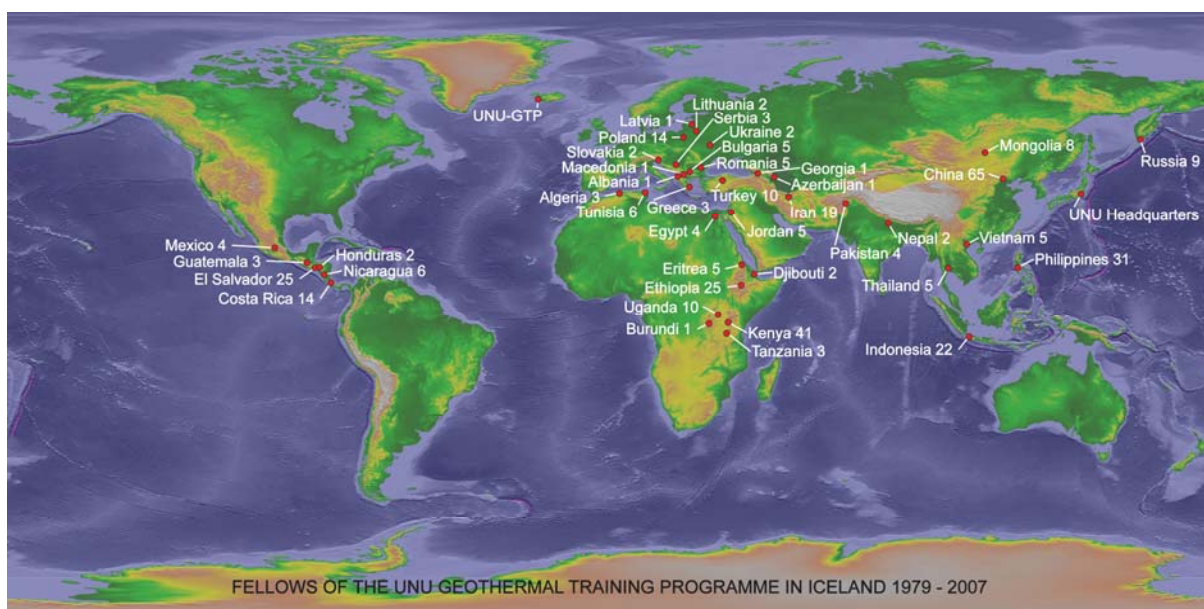 UNU-GTP
Lithuania 2
Latvia 1
Serbia 3
Poland 14
Ukraine 2
Bulgaria 5
Slovakia 2
Romania 5
Georgia 1
Macedonia 1
Albania 1
Azerbaijan 1
Algeria 3
Turkey 10
Tunisia 6
Greece 3
Iran 19
Egypt 4
Jordan 5
Mongolia 8
Russia 9
China 65
UNU Headquarters
Nepal 2
Vietnam 5
Pakistan 4
Philippines 31
Thailand 5
Mexico 4
Honduras 2
Guatemala 3
Nicaragua 6
El Salvador 25
Costa Rica 14
Eritrea 5
Djibouti 2
Ethiopia 25
Uganda 10
Burundi 1
Kenya 41
Tanzania 3
Indonesia 22
FELLOWS OF THE UNU GEOTHERMAL TRAINING PROGRAMME IN ICELAND 1979 - 2007